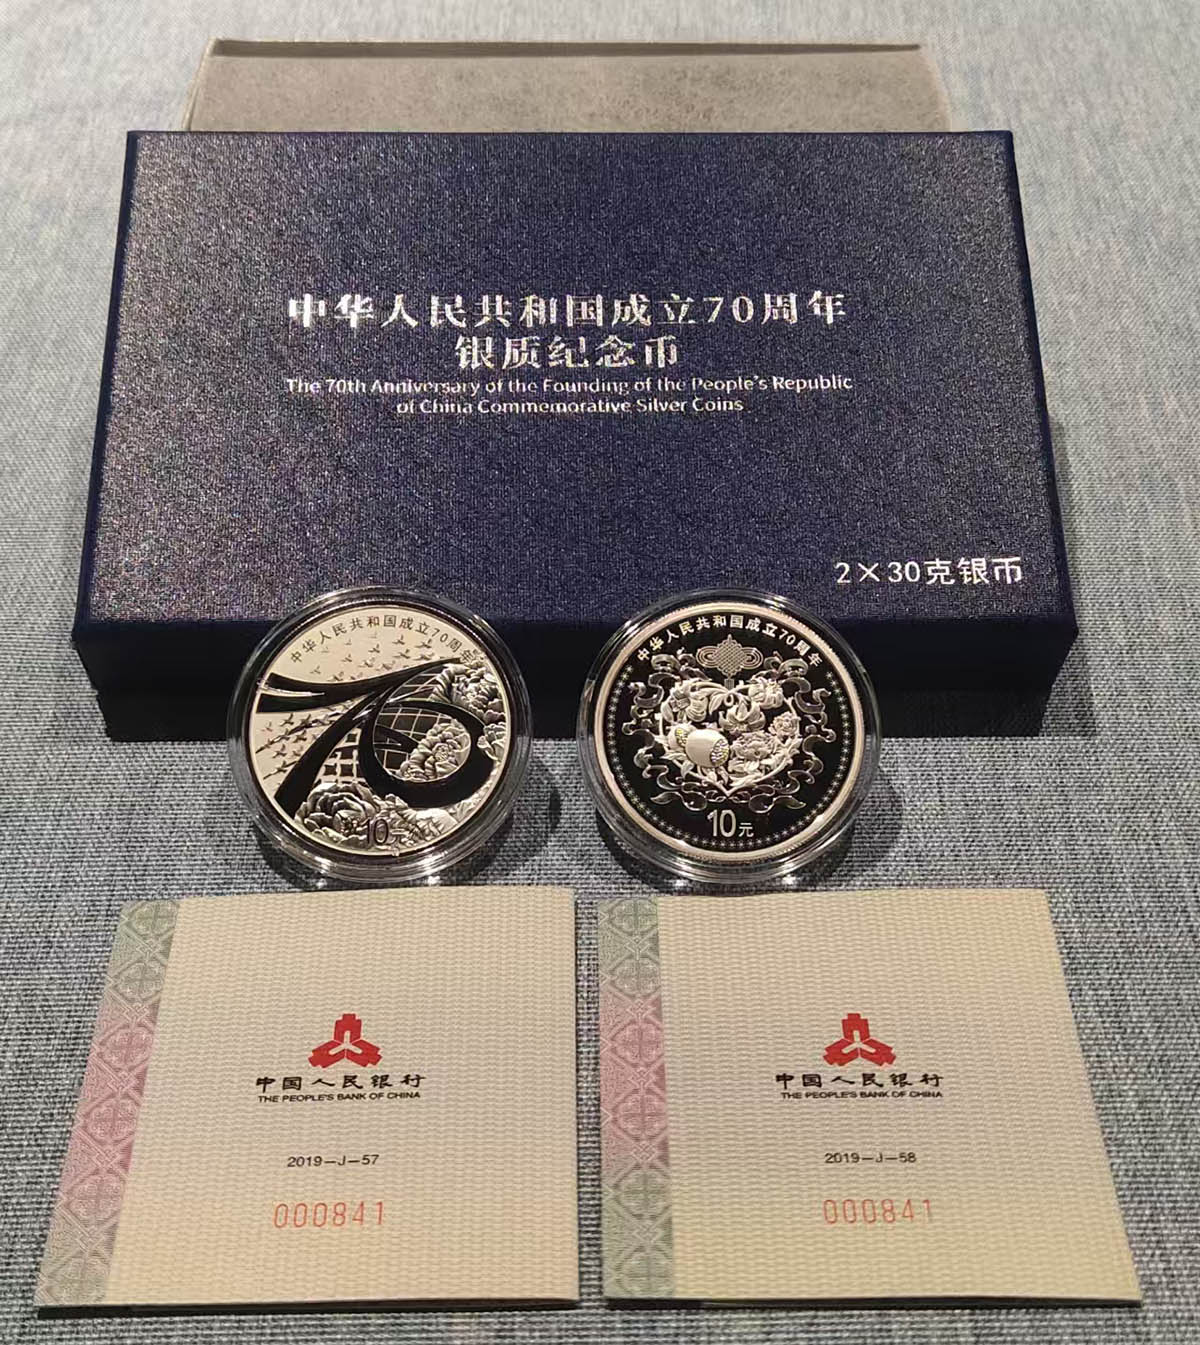 中华人民共和国成立70周年
银质纪念币
The 70th Anniversary of the Founding of the People's Republic
of China Commemorative Silver Coins
2×30克银币
中华人民共和国成立70周年
10元
中华人民共和国成立70周年
10元
中国人民银行
THE PEOPLE'S BANK OF CHINA
2019-J-57
000841
中国人民银行
THE PEOPLE'S BANK OF CHINA
2019-J-58
000841